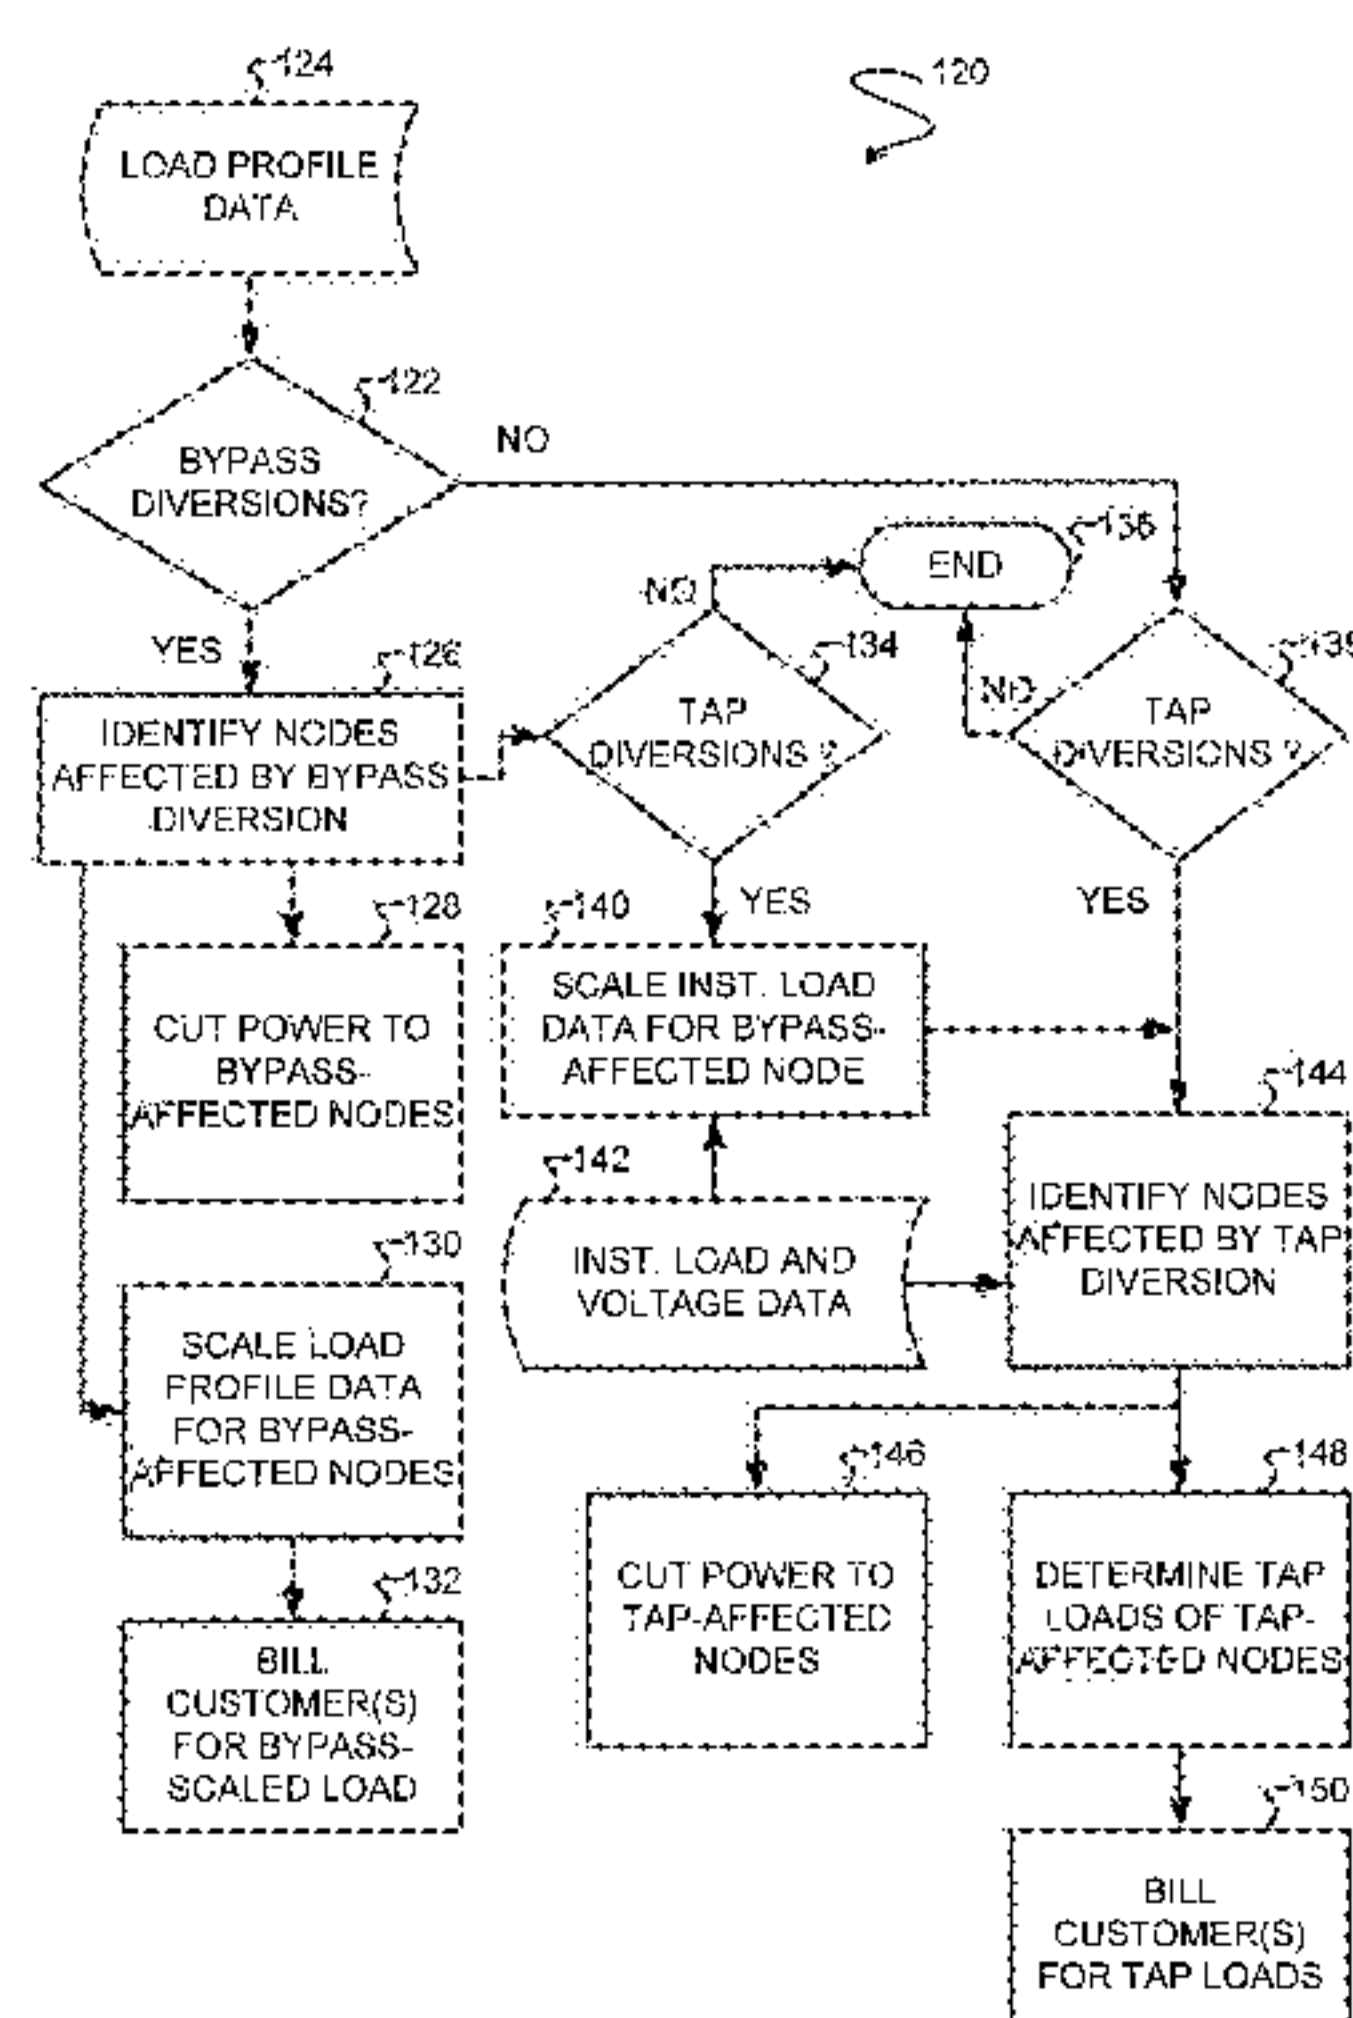 124
120
LOAD PROFILE
DATA
122
BYPASS
DIVERSIONS?
NO
END
YES
126
IDENTIFY NODES
AFFECTED BY BYPASS
DIVERSION
NO
134
TAP
DIVERSIONS ?
NO
TAP
DIVERSIONS ?
128
CUT POWER TO
BYPASS-
AFFECTED NODES
YES
140
SCALE INST. LOAD
DATA FOR BYPASS-
AFFECTED NODE
YES
144
IDENTIFY NODES
AFFECTED BY TAP
DIVERSION
142
INST. LOAD AND
VOLTAGE DATA
130
SCALE LOAD
PROFILE DATA
FOR BYPASS-
AFFECTED NODES
132
BILL
CUSTOMER(S)
FOR BYPASS-
SCALED LOAD
146
CUT POWER TO
TAP-AFFECTED
NODES
148
DETERMINE TAP
LOADS OF TAP-
AFFECTED NODES
150
BILL
CUSTOMER(S)
FOR TAP LOADS